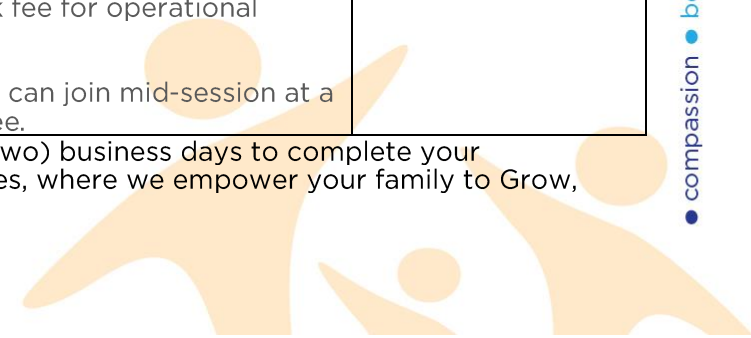 fee for operational
can join mid-session at a
ee.
wo) business days to complete your
es, where we empower your family to Grow,
• compassion •